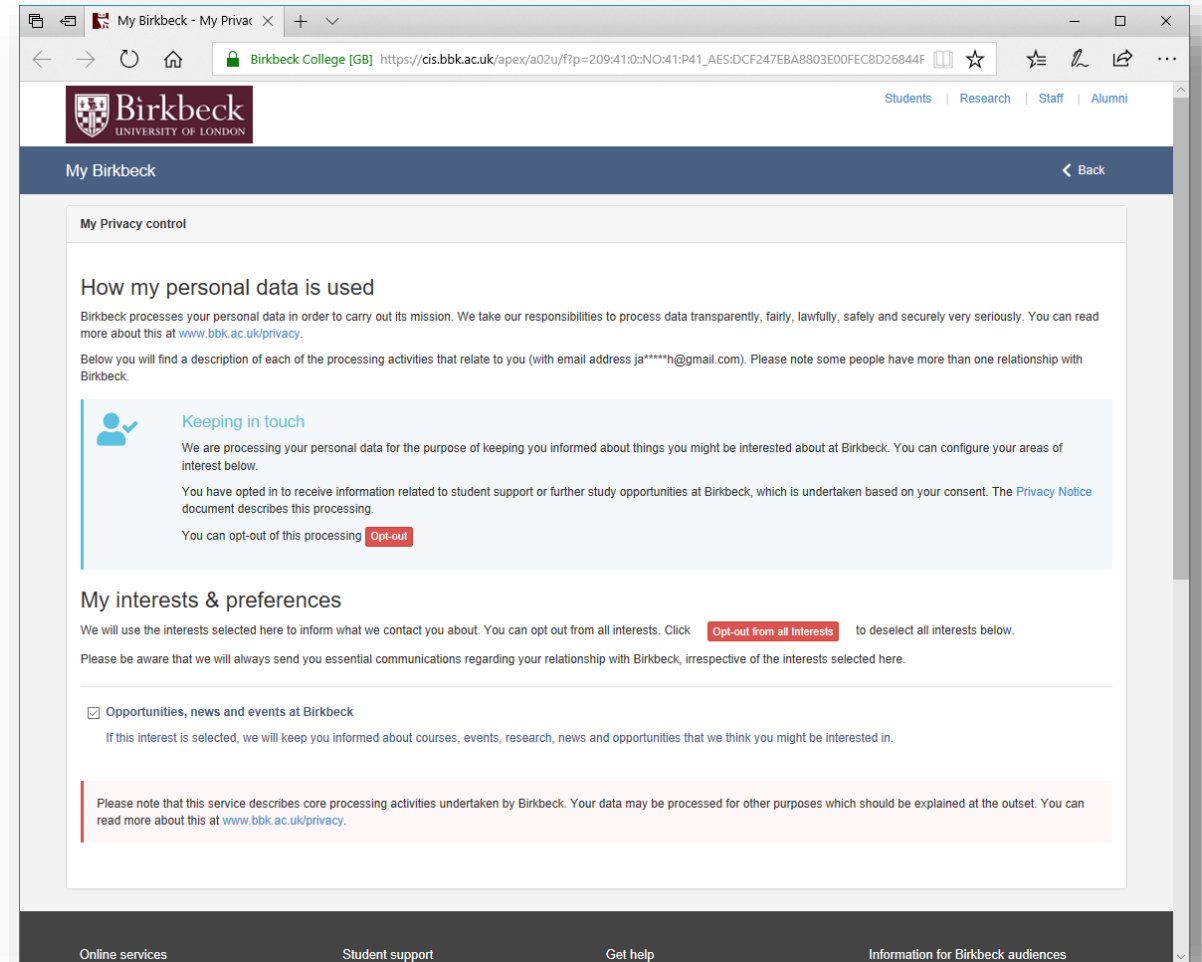 My Birkbeck - My Privac
Birkbeck College [GB] https://cis.bbk.ac.uk/apex/a02u/f?p=209:41:0::NO:41:P41_AES:DCF247EBA8803E00FEC8D26844F
Birkbeck
UNIVERSITY OF LONDON
Students | Research | Staff | Alumni
My Birkbeck
Back
My Privacy control
How my personal data is used
Birkbeck processes your personal data in order to carry out its mission. We take our responsibilities to process data transparently, fairly, lawfully, safely and securely very seriously. You can read
more about this at www.bbk.ac.uk/privacy.
Below you will find a description of each of the processing activities that relate to you (with email address ja*****h@gmail.com). Please note some people have more than one relationship with
Birkbeck.
Keeping in touch
We are processing your personal data for the purpose of keeping you informed about things you might be interested about at Birkbeck. You can configure your areas of
interest below.
You have opted in to receive information related to student support or further study opportunities at Birkbeck, which is undertaken based on your consent. The Privacy Notice
document describes this processing.
You can opt-out of this processing Opt-out
My interests & preferences
We will use the interests selected here to inform what we contact you about. You can opt out from all interests. Click Opt-out from all Interests to deselect all interests below.
Please be aware that we will always send you essential communications regarding your relationship with Birkbeck, irrespective of the interests selected here.
Opportunities, news and events at Birkbeck
If this interest is selected, we will keep you informed about courses, events, research, news and opportunities that we think you might be interested in.
Please note that this service describes core processing activities undertaken by Birkbeck. Your data may be processed for other purposes which should be explained at the outset. You can
read more about this at www.bbk.ac.uk/privacy.
Online services
Student support
Get help
Information for Birkbeck audiences